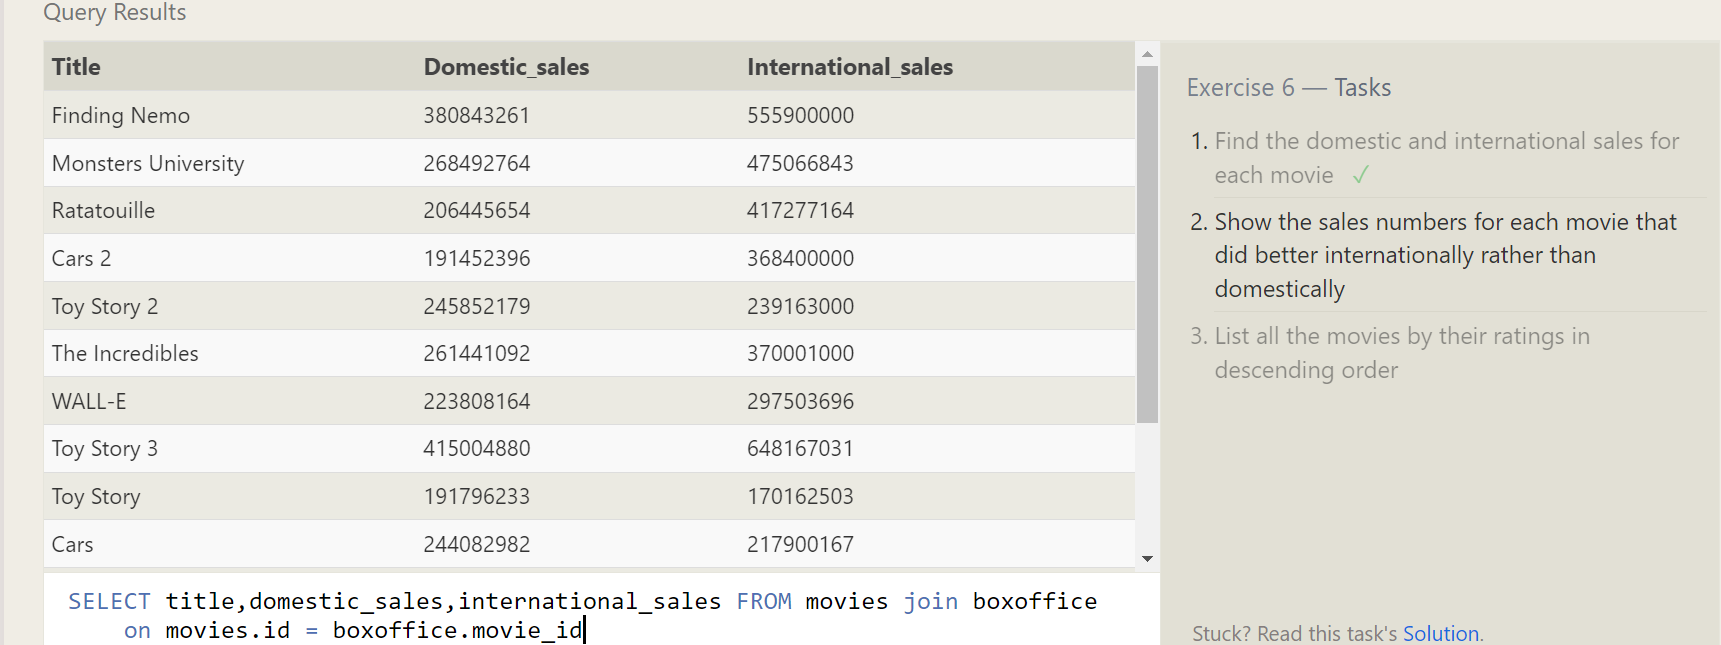 Query Results
Title Domestic_sales International_sales
Finding Nemo 380843261 555900000
Monsters University 268492764 475066843
Ratatouille 206445654 417277164
Cars 2 191452396 368400000
Toy Story 2 245852179 239163000
The Incredibles 261441092 370001000
WALL-E 223808164 297503696
Toy Story 3 415004880 648167031
Toy Story 191796233 170162503
Cars 244082982 217900167
SELECT title,domestic_sales,international_sales FROM movies join boxoffice
on movies.id = boxoffice.movie_id
Exercise 6 — Tasks
1. Find the domestic and international sales for
each movie ✓
2. Show the sales numbers for each movie that
did better internationally rather than
domestically
3. List all the movies by their ratings in
descending order
Stuck? Read this task's Solution.